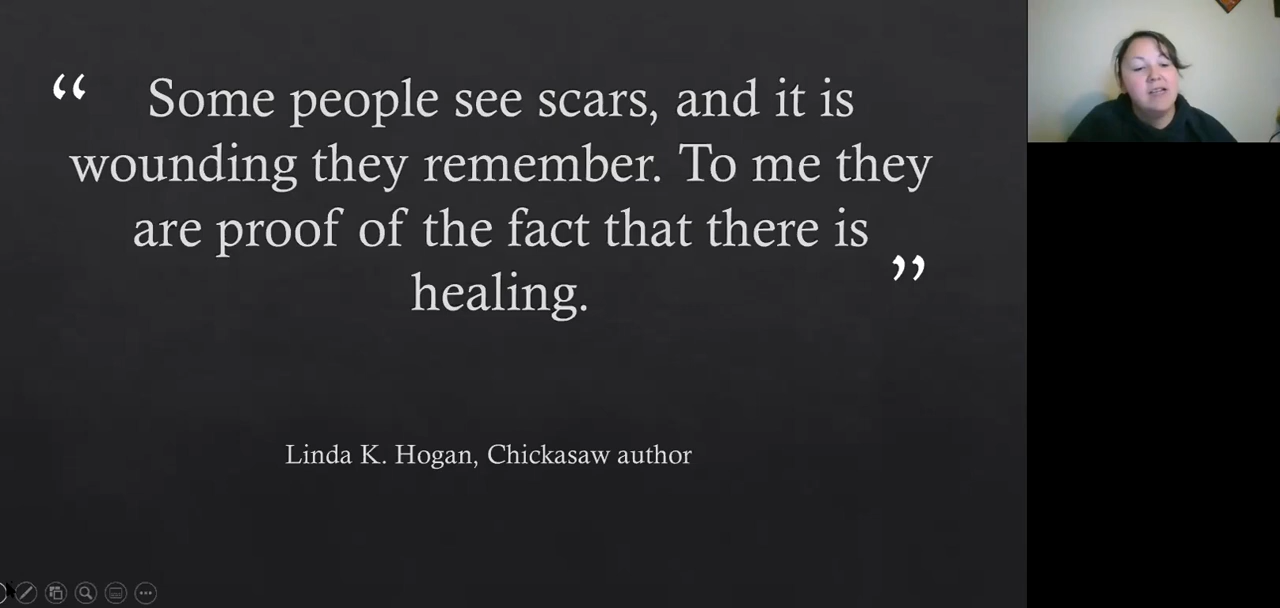 “ Some people see scars, and it is
wounding they remember. To me they
are proof of the fact that there is
healing. ”
Linda K. Hogan, Chickasaw author